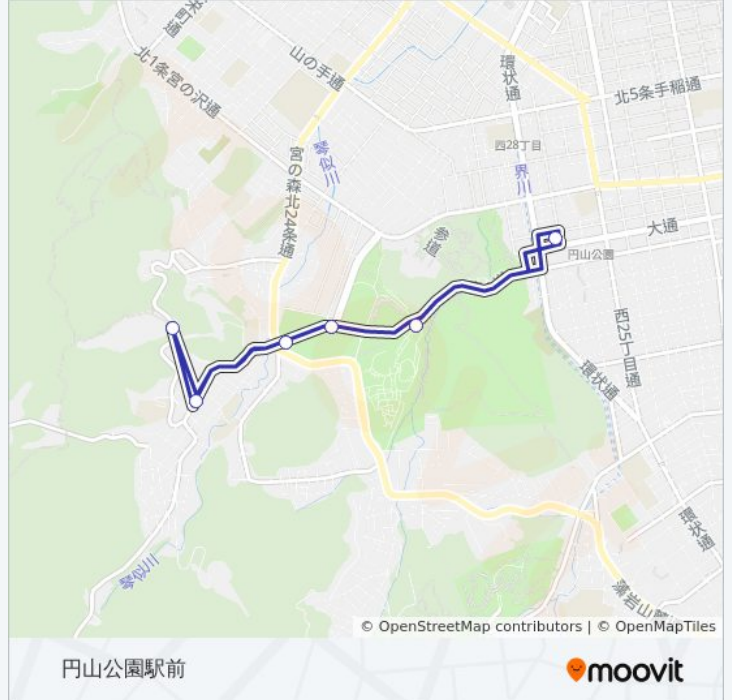 栄町通
山の手通
北1条宮の沢通
環状通
北5条手稲通
琴似川
西28丁目
宮の森北24条通
界川
参道
大通
円山公園
西25丁目通
環状通
環状通
琴似川
© OpenStreetMap contributors | © OpenMapTiles
円山公園駅前
moovit